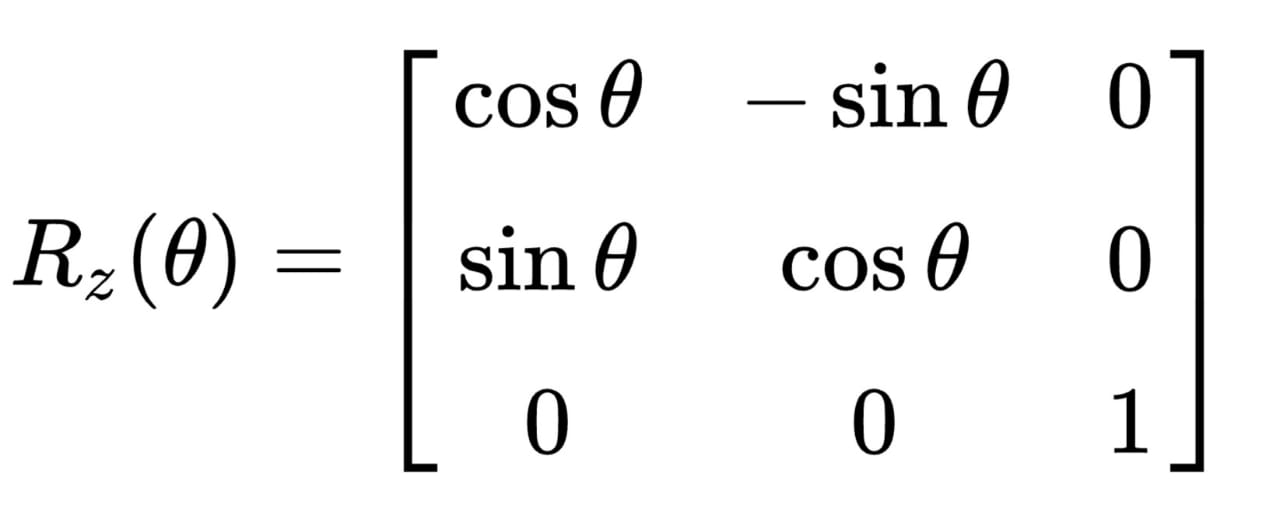 R_z(θ) = [
cos θ − sin θ 0
sin θ cos θ 0
0 0 1
]